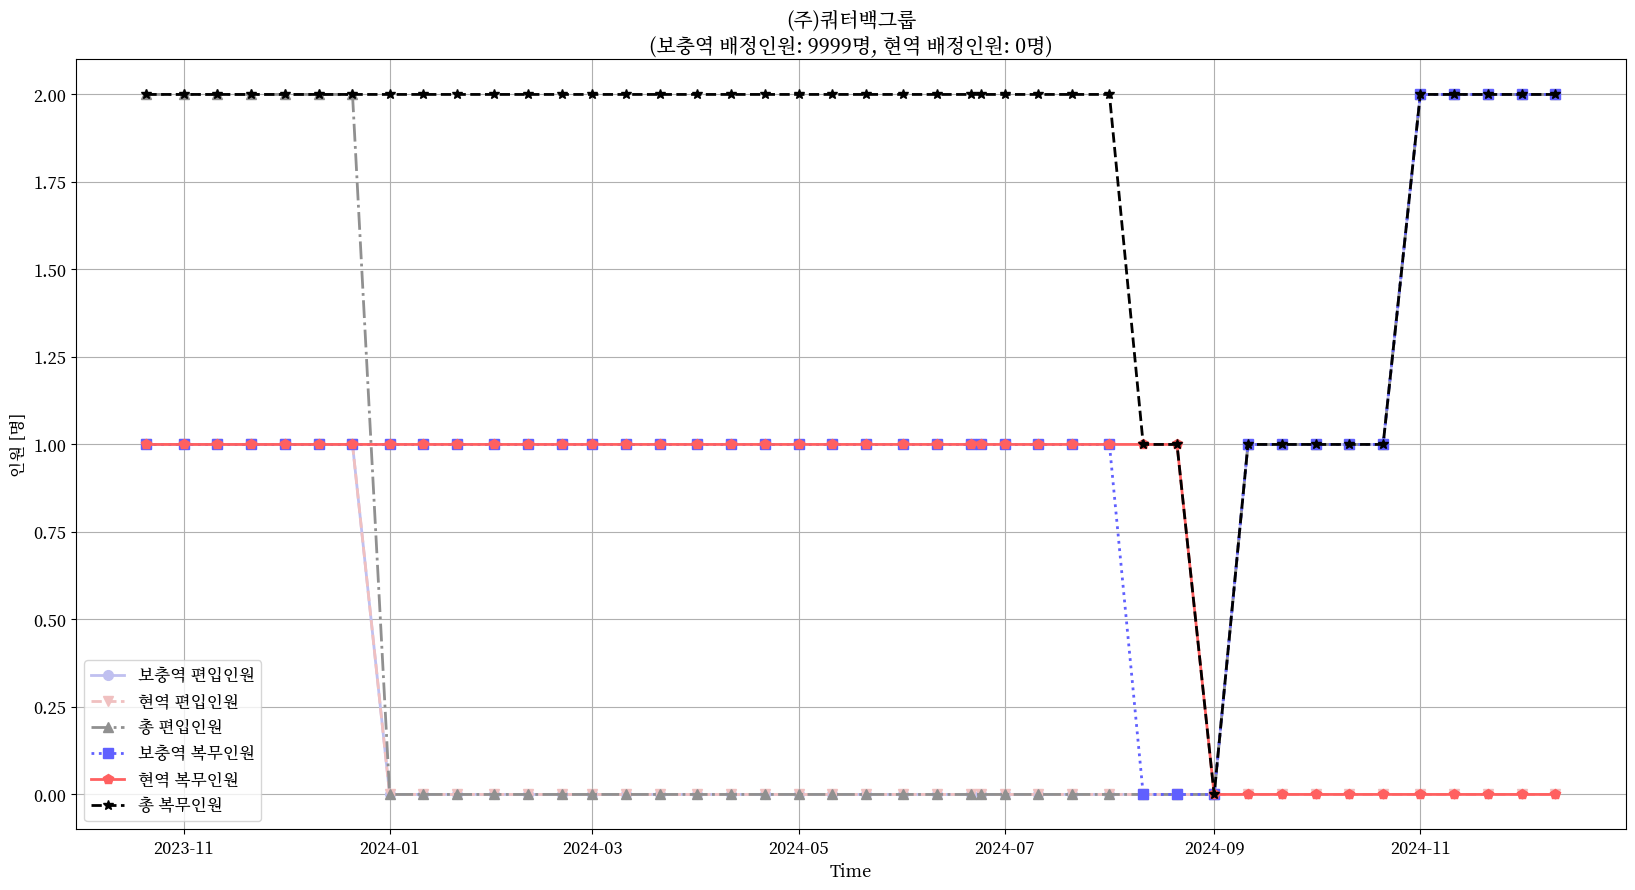 (주)쿼터백그룹
(보충역 배정인원: 9999명, 현역 배정인원: 0명)
인원 [명]
2.00
1.75
1.50
1.25
1.00
0.75
0.50
0.25
0.00
보충역 편입인원
현역 편입인원
총 편입인원
보충역 복무인원
현역 복무인원
총 복무인원
2023-11
2024-01
2024-03
2024-05
2024-07
2024-09
2024-11
Time